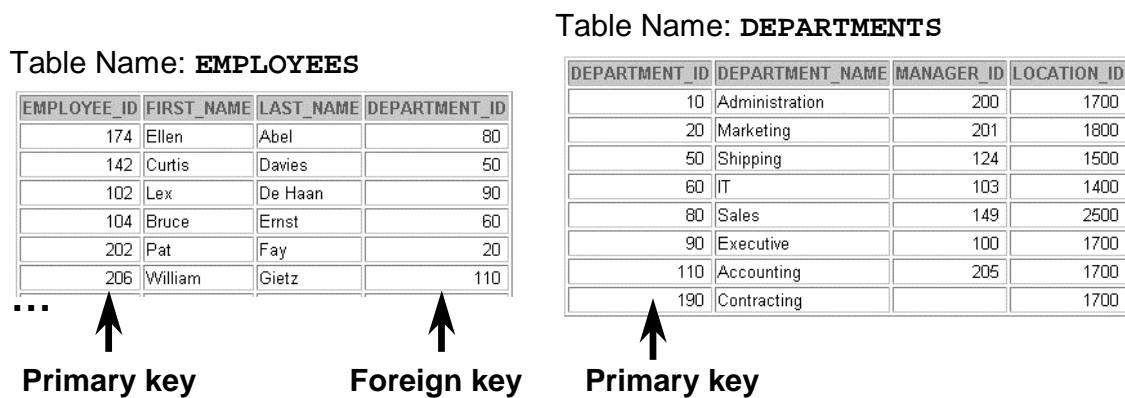 Table Name: EMPLOYEES
EMPLOYEE_ID FIRST_NAME LAST_NAME DEPARTMENT_ID
174 Ellen Abel 80
142 Curtis Davies 50
102 Lex De Haan 90
104 Bruce Ernst 60
202 Pat Fay 20
206 William Gietz 110
...
Primary key
Foreign key
Table Name: DEPARTMENTS
DEPARTMENT_ID DEPARTMENT_NAME MANAGER_ID LOCATION_ID
10 Administration 200 1700
20 Marketing 201 1800
50 Shipping 124 1500
60 IT 103 1400
80 Sales 149 2500
90 Executive 100 1700
110 Accounting 205 1700
190 Contracting 1700
Primary key